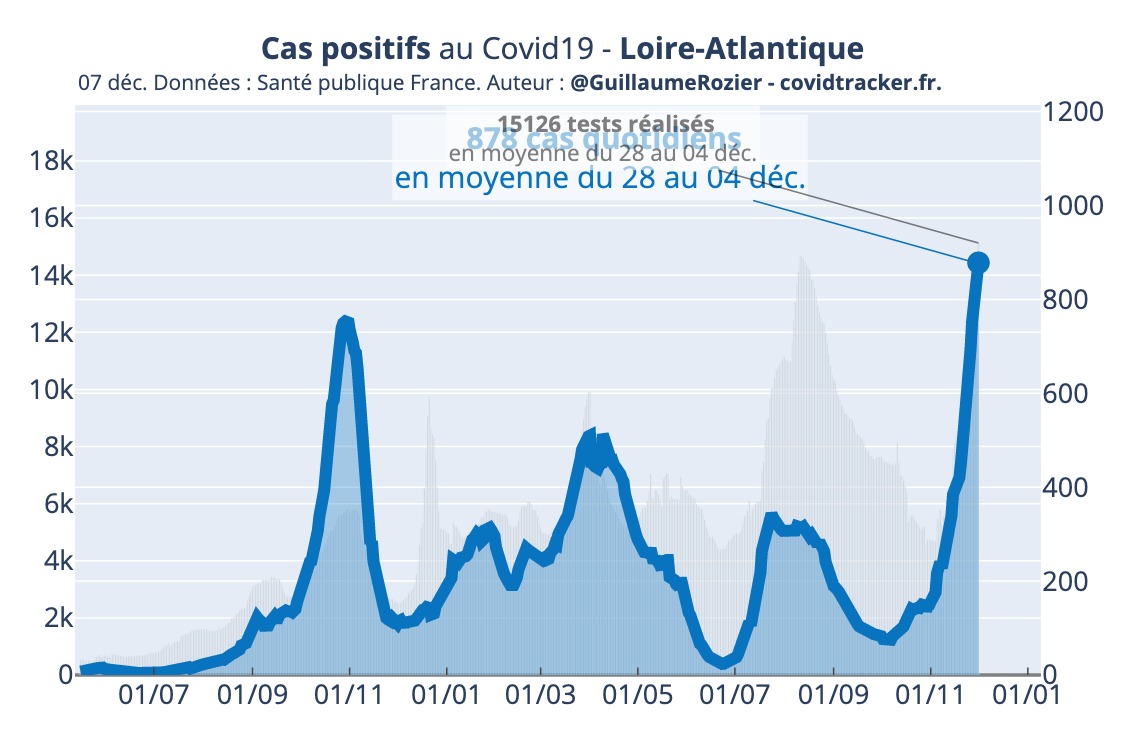 Cas positifs au Covid19 - Loire-Atlantique
07 déc. Données : Santé publique France. Auteur : @GuillaumeRozier - covidtracker.fr.
15126 tests réalisés
878 cas quotidiens
en moyenne du 28 au 04 déc.
en moyenne du 28 au 04 déc.
18k
16k
14k
12k
10k
8k
6k
4k
2k
0
1200
1000
800
600
400
200
0
01/07 01/09 01/11 01/01 01/03 01/05 01/07 01/09 01/11 01/01